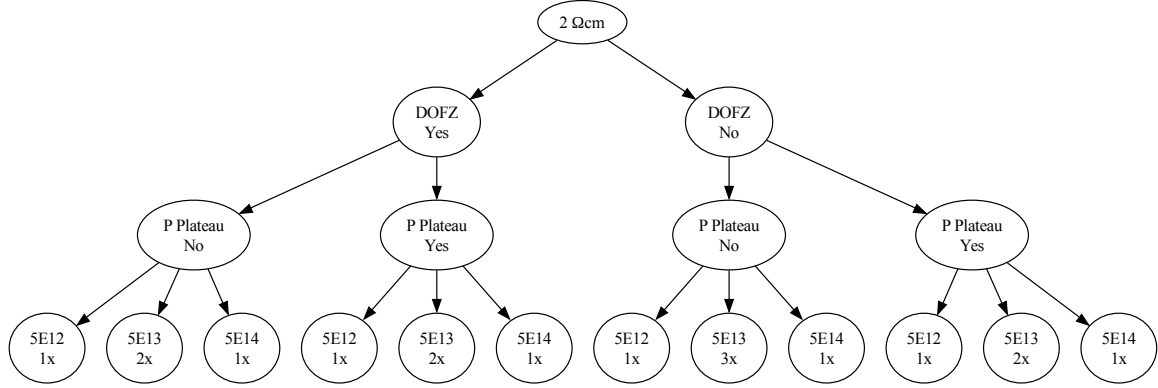 2 Ωcm
DOFZ
Yes
DOFZ
No
P Plateau
No
P Plateau
Yes
P Plateau
No
P Plateau
Yes
5E12
1x
5E13
2x
5E14
1x
5E12
1x
5E13
2x
5E14
1x
5E12
1x
5E13
3x
5E14
1x
5E12
1x
5E13
2x
5E14
1x